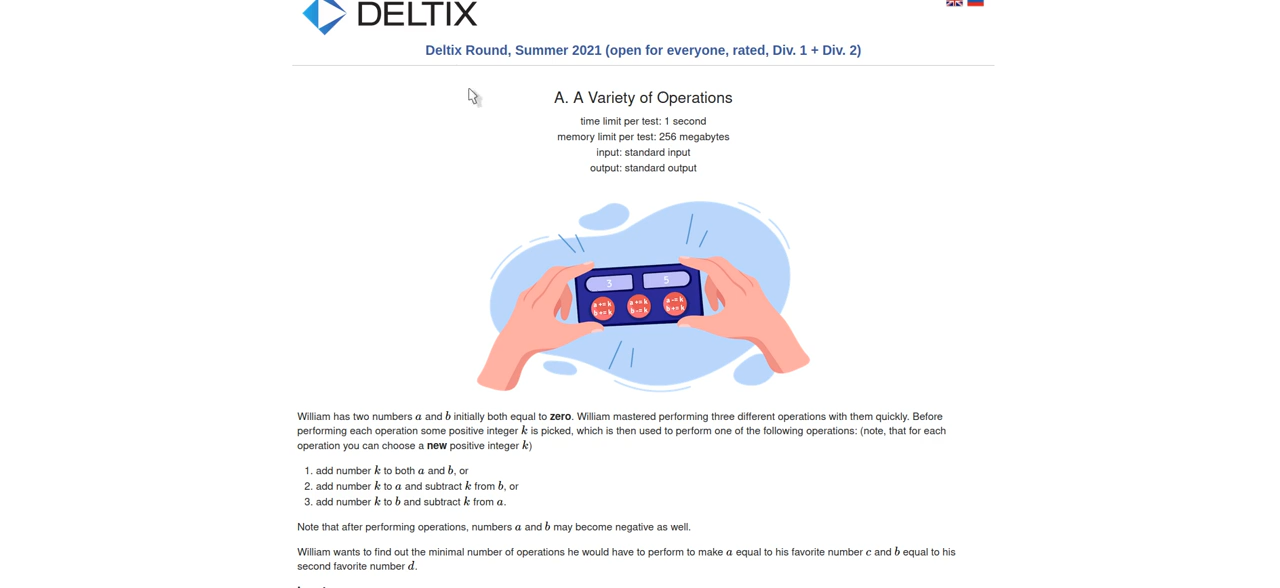 DELTIX
Deltix Round, Summer 2021 (open for everyone, rated, Div. 1 + Div. 2)
A. A Variety of Operations
time limit per test: 1 second
memory limit per test: 256 megabytes
input: standard input
output: standard output
3 5
a += k a += k a -= k
b += k b -= k b += k
William has two numbers a and b initially both equal to zero. William mastered performing three different operations with them quickly. Before
performing each operation some positive integer k is picked, which is then used to perform one of the following operations: (note, that for each
operation you can choose a new positive integer k)
1. add number k to both a and b, or
2. add number k to a and subtract k from b, or
3. add number k to b and subtract k from a.
Note that after performing operations, numbers a and b may become negative as well.
William wants to find out the minimal number of operations he would have to perform to make a equal to his favorite number c and b equal to his
second favorite number d.